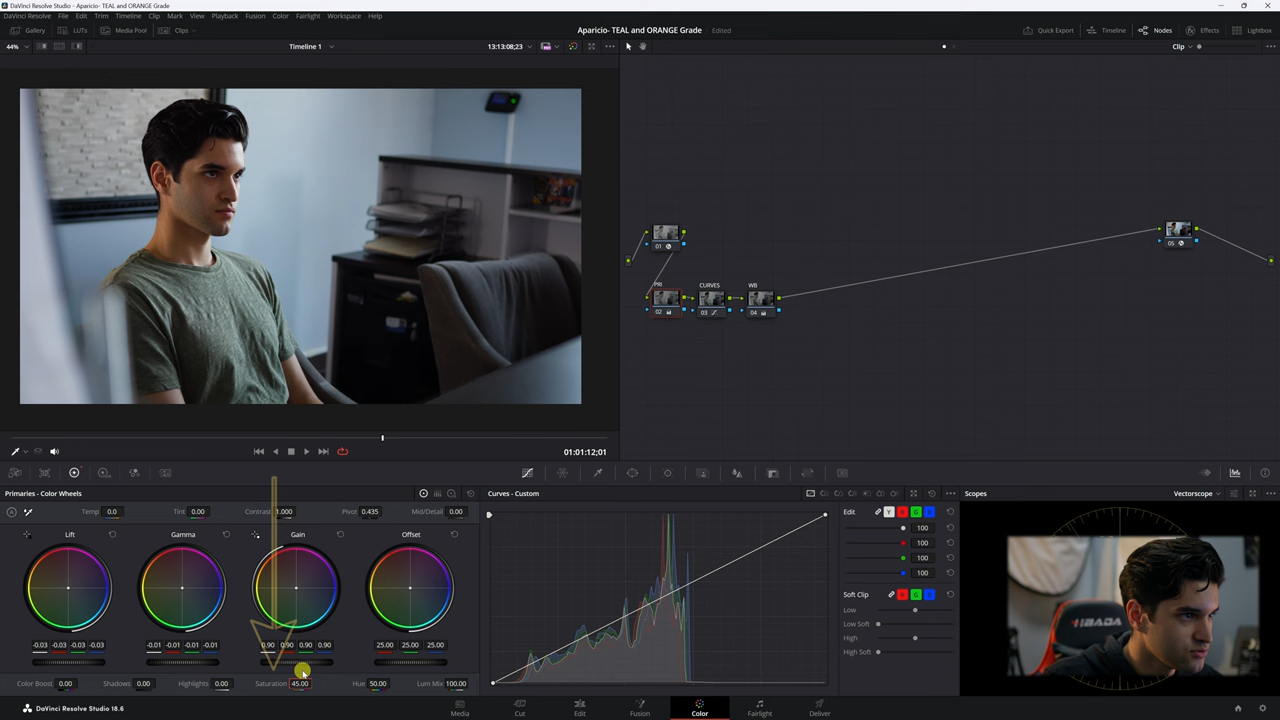 DaVinci Resolve Studio - Aparicio- TEAL and ORANGE Grade
DaVinci Resolve File Edit Trim Timeline Clip Mark View Playback Fusion Color Fairlight Workspace Help
Gallery LUTs Media Pool Clips Aparicio- TEAL and ORANGE Grade Edited Quick Export Timeline Nodes Effects Lightbox
44% Timeline 1 13:13:08;23 Clip
01
PRI CURVES WB
02 03 04
05
01:01:12;01
Primaries - Color Wheels Curves - Custom Scopes Vectorscope
Temp 0.0 Tint 0.00 Contrast 1.000 Pivot 0.435 Mid/Detail 0.00
Edit Y R G B
100
100
100
100
Lift Gamma Gain Offset
Soft Clip R G B
Low
Low Soft
High
High Soft
-0.03 -0.03 -0.03 -0.03 -0.01 -0.01 -0.01 -0.01 0.90 0.90 0.90 0.90 25.00 25.00 25.00
Color Boost 0.00 Shadows 0.00 Highlights 0.00 Saturation 45.00 Hue 50.00 Lum Mix 100.00
DaVinci Resolve Studio 18.6
Media Cut Edit Fusion Color Fairlight Deliver